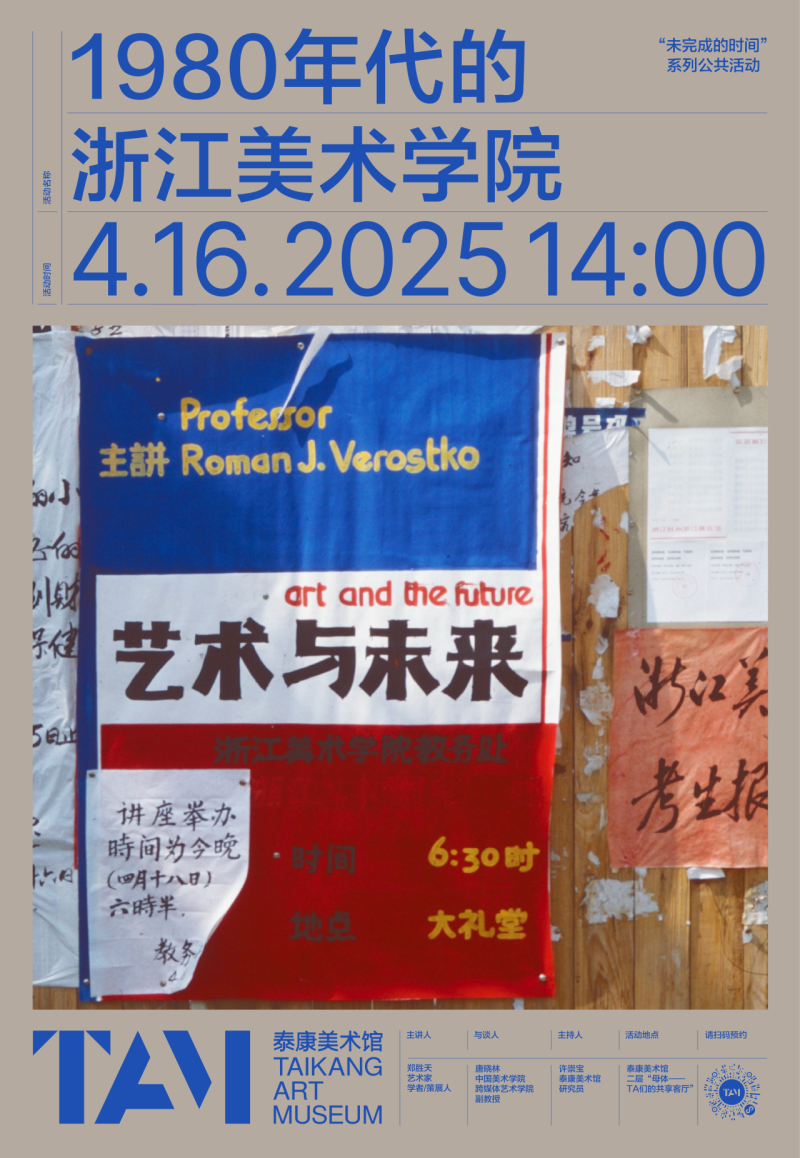 1980年代的
浙江美术学院
4.16.2025 14:00
“未完成的时间”
系列公共活动
活动名称
活动时间
Professor
主講 Roman J. Verostko
art and the future
艺术与未来
浙江美术学院教务处
时间 6:30时
地点 大礼堂
讲座举办
時间为今晚
(四月十八日)
六時半.
教务
浙江美
考生报
TAM
泰康美术馆
TAIKANG
ART
MUSEUM
主讲人
郑胜天
艺术家
学者/策展人
与谈人
唐晓林
中国美术学院
跨媒体艺术学院
副教授
主持人
许崇宝
泰康美术馆
研究员
活动地点
泰康美术馆
二层“母体——
TA们的共享客厅”
请扫码预约
TAM